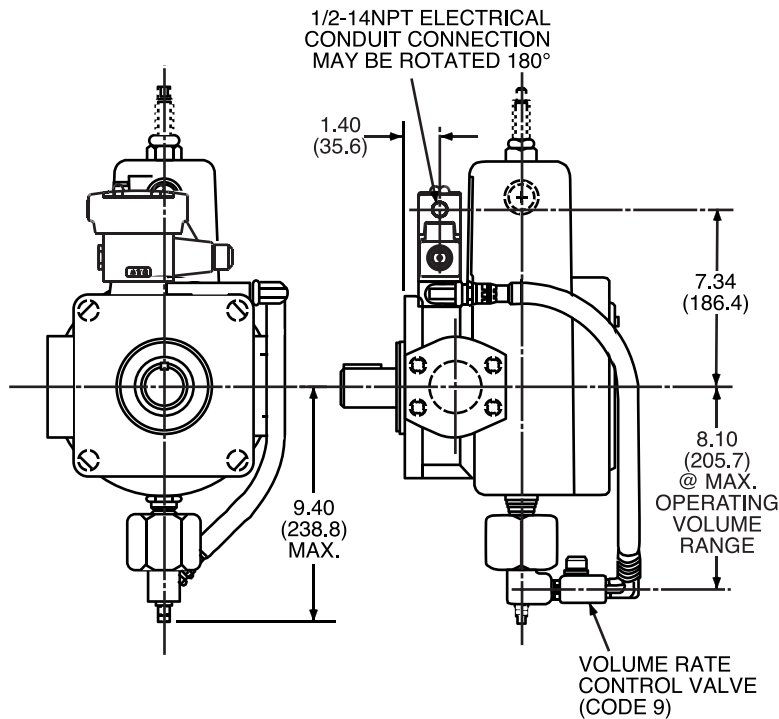 1/2-14NPT ELECTRICAL
CONDUIT CONNECTION
MAY BE ROTATED 180°
1.40
(35.6)
7.34
(186.4)
8.10
(205.7)
@ MAX.
OPERATING
VOLUME
RANGE
9.40
(238.8)
MAX.
VOLUME RATE
CONTROL VALVE
(CODE 9)